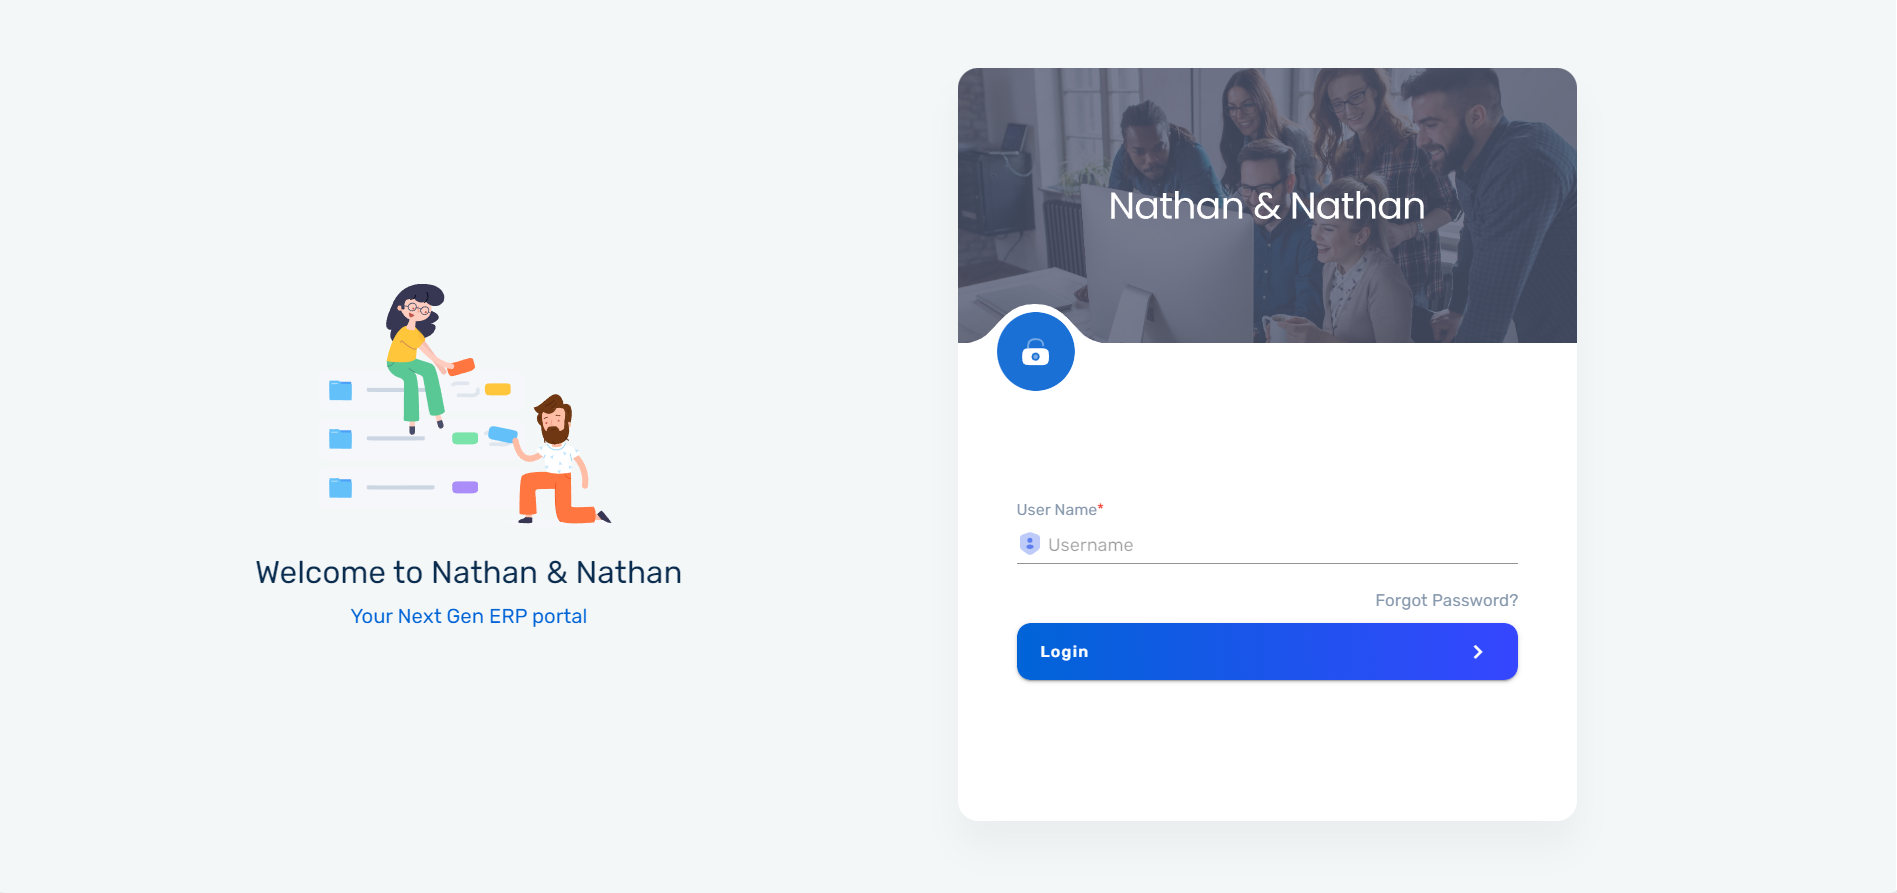 Welcome to Nathan & Nathan
Your Next Gen ERP portal
Nathan & Nathan
User Name*
Username
Forgot Password?
Login